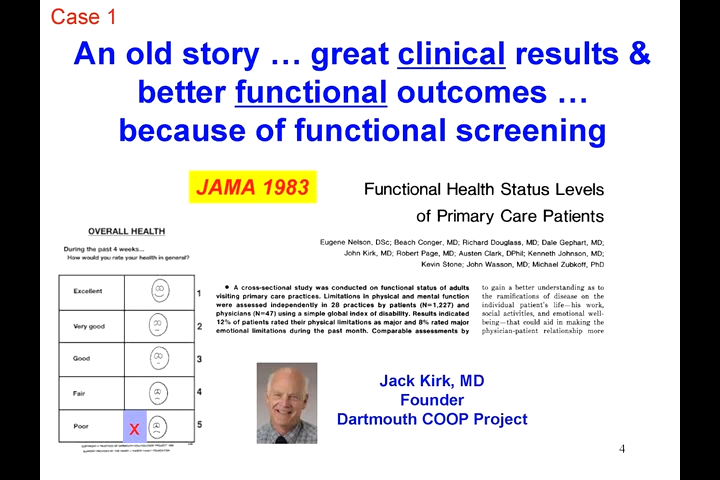 Case 1
An old story … great clinical results &
better functional outcomes …
because of functional screening
JAMA 1983
Functional Health Status Levels
of Primary Care Patients
Eugene Nelson, DSc; Beach Conger, MD; Richard Douglass, MD; Dale Gephart, MD;
John Kirk, MD; Robert Page, MD; Austen Clark, DPhil; Kenneth Johnson, MD;
Kevin Stone; John Wasson, MD; Michael Zubkoff, PhD
OVERALL HEALTH
During the past 4 weeks...
How would you rate your health in general?
Excellent 1
Very good 2
Good 3
Fair 4
Poor x 5
● A cross-sectional study was conducted on functional status of adults
visiting primary care practices. Limitations in physical and mental function
were assessed independently in 28 practices by patients (N=1,227) and
physicians (N=47) using a simple global index of disability. Results indicated
12% of patients rated their physical limitations as major and 8% rated major
emotional limitations during the past month. Comparable assessments by
to gain a better understanding as to
the ramifications of disease on the
individual patient's life—his work,
social activities, and emotional well-
being—that could aid in making the
physician-patient relationship more
Jack Kirk, MD
Founder
Dartmouth COOP Project
4